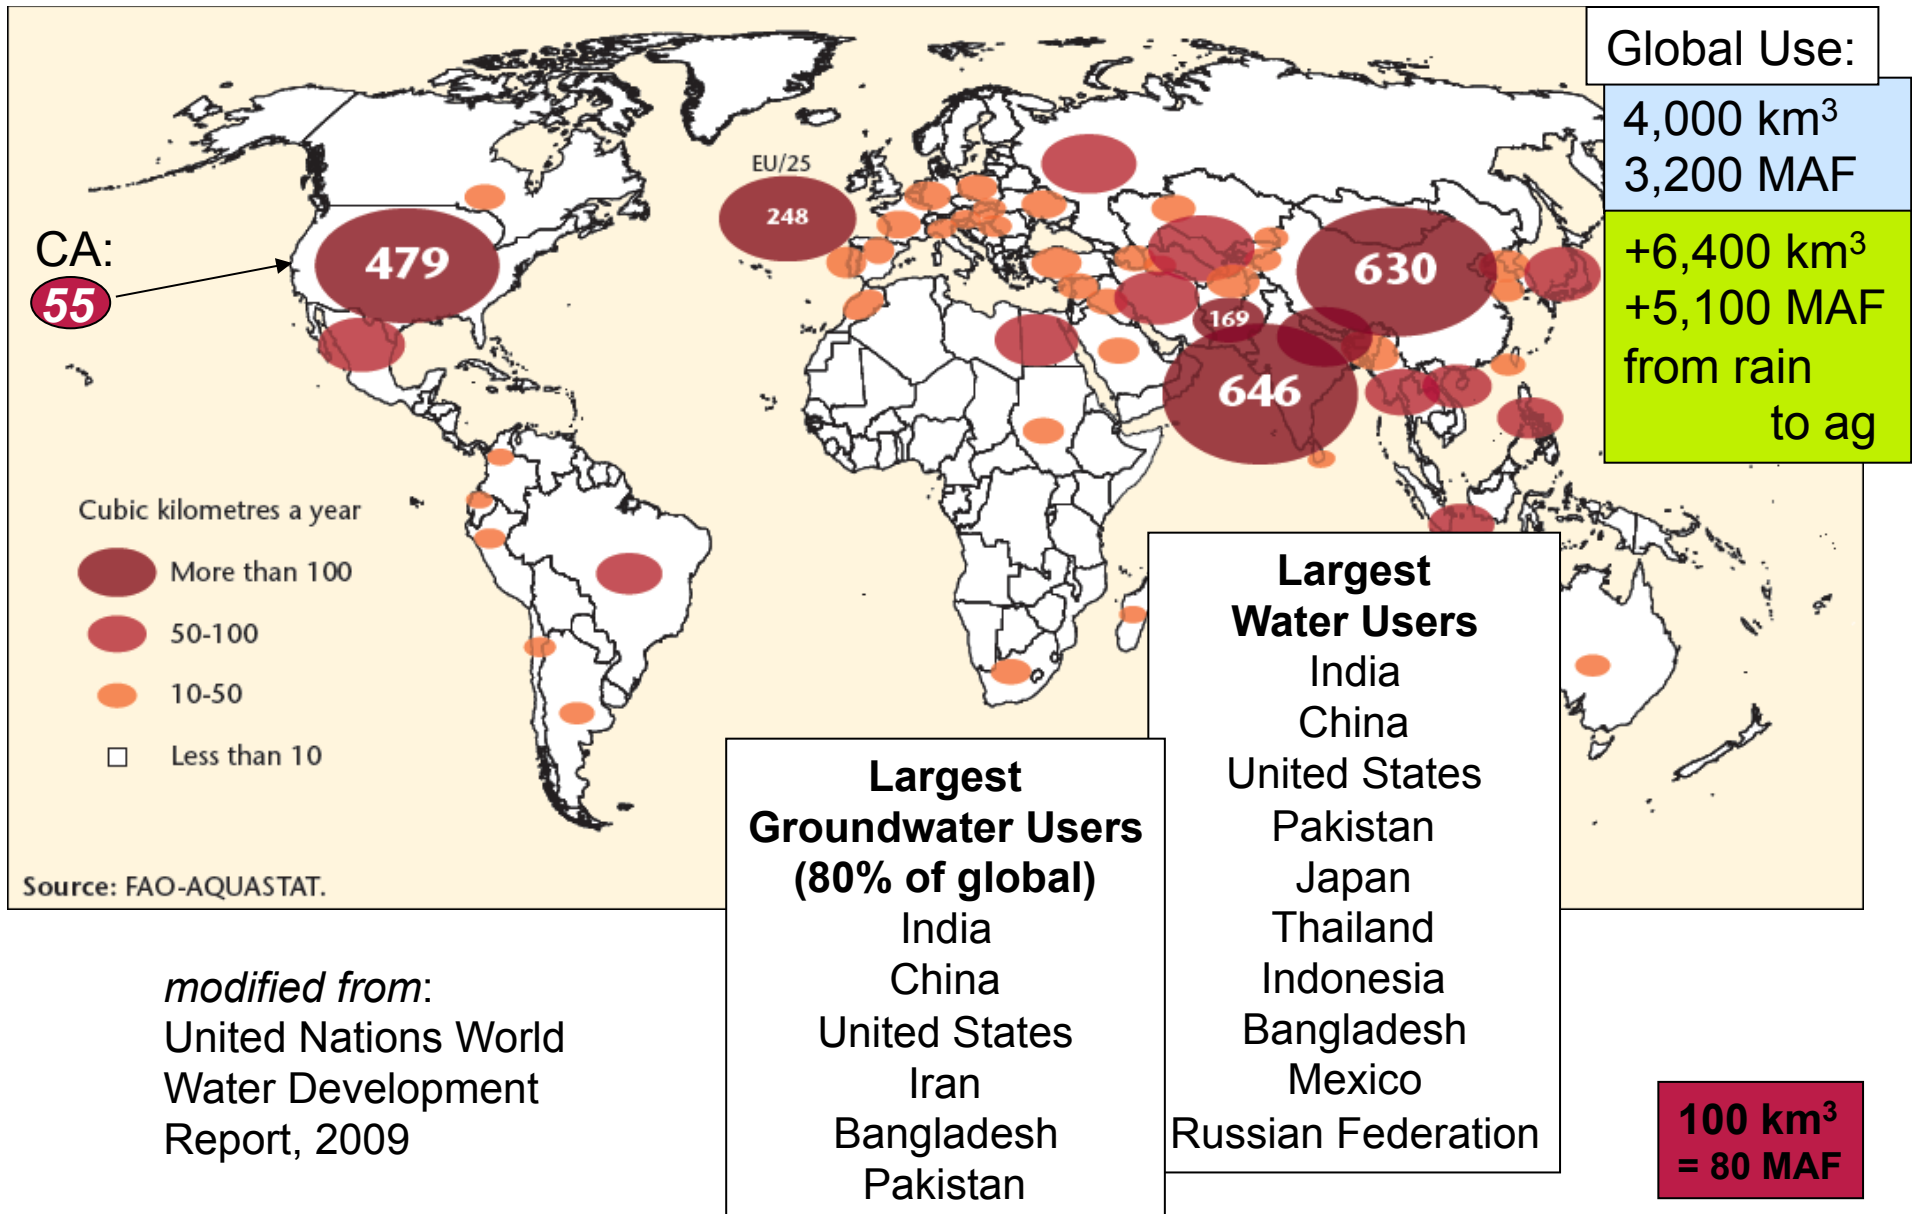 Global Use:
4,000 km³
3,200 MAF
+6,400 km³
+5,100 MAF
from rain
to ag
EU/25
248
CA:
55
479
630
169
646
Cubic kilometres a year
More than 100
50-100
10-50
Less than 10
Source: FAO-AQUASTAT.
Largest
Water Users
India
China
United States
Pakistan
Japan
Thailand
Indonesia
Bangladesh
Mexico
Russian Federation
Largest
Groundwater Users
(80% of global)
India
China
United States
Iran
Bangladesh
Pakistan
modified from:
United Nations World
Water Development
Report, 2009
100 km³
= 80 MAF